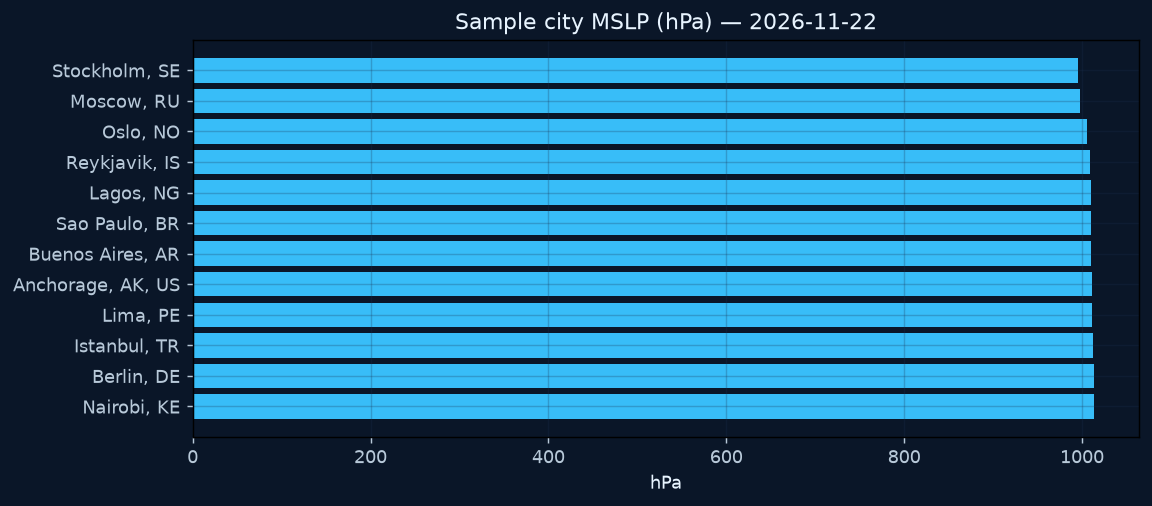 Sample city MSLP (hPa) — 2026-11-22
Stockholm, SE
Moscow, RU
Oslo, NO
Reykjavik, IS
Lagos, NG
Sao Paulo, BR
Buenos Aires, AR
Anchorage, AK, US
Lima, PE
Istanbul, TR
Berlin, DE
Nairobi, KE
0 200 400 600 800 1000
hPa